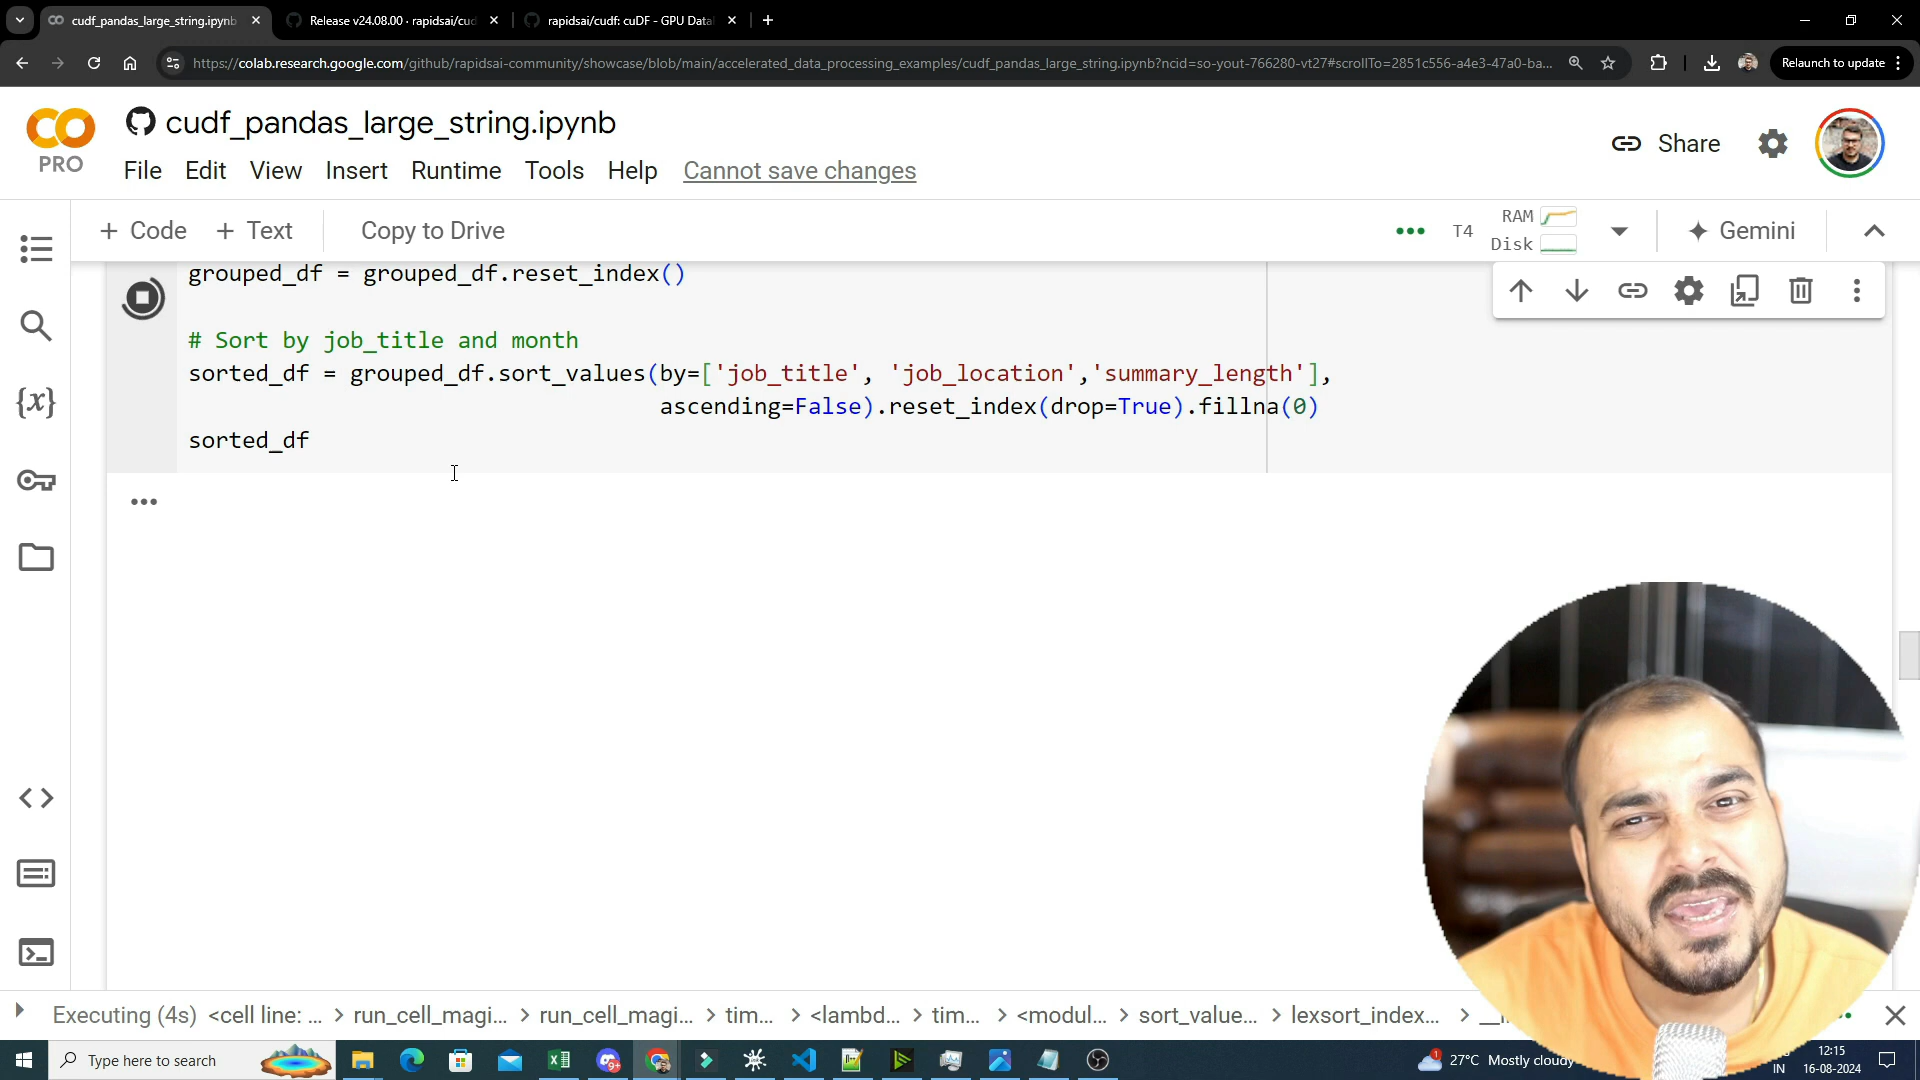 cudf_pandas_large_string.ipynb
Release v24.08.00 · rapidsai/cud
rapidsai/cudf: cuDF - GPU Data
https://colab.research.google.com/github/rapidsai-community/showcase/blob/main/accelerated_data_processing_examples/cudf_pandas_large_string.ipynb?ncid=so-yout-766280-vt27#scrollTo=2851c556-a4e3-47a0-ba...
Relaunch to update
PRO
cudf_pandas_large_string.ipynb
File Edit View Insert Runtime Tools Help Cannot save changes
Share
+ Code + Text Copy to Drive
T4
RAM
Disk
Gemini
grouped_df = grouped_df.reset_index()
# Sort by job_title and month
sorted_df = grouped_df.sort_values(by=['job_title', 'job_location','summary_length'],
ascending=False).reset_index(drop=True).fillna(0)
sorted_df
{x}
Executing (4s) <cell line: ... > run_cell_magi... > run_cell_magi... > tim... > <lambd... > tim... > <modul... > sort_value... > lexsort_index... >
Type here to search
9+
1
27°C Mostly cloudy
IN
12:15
16-08-2024